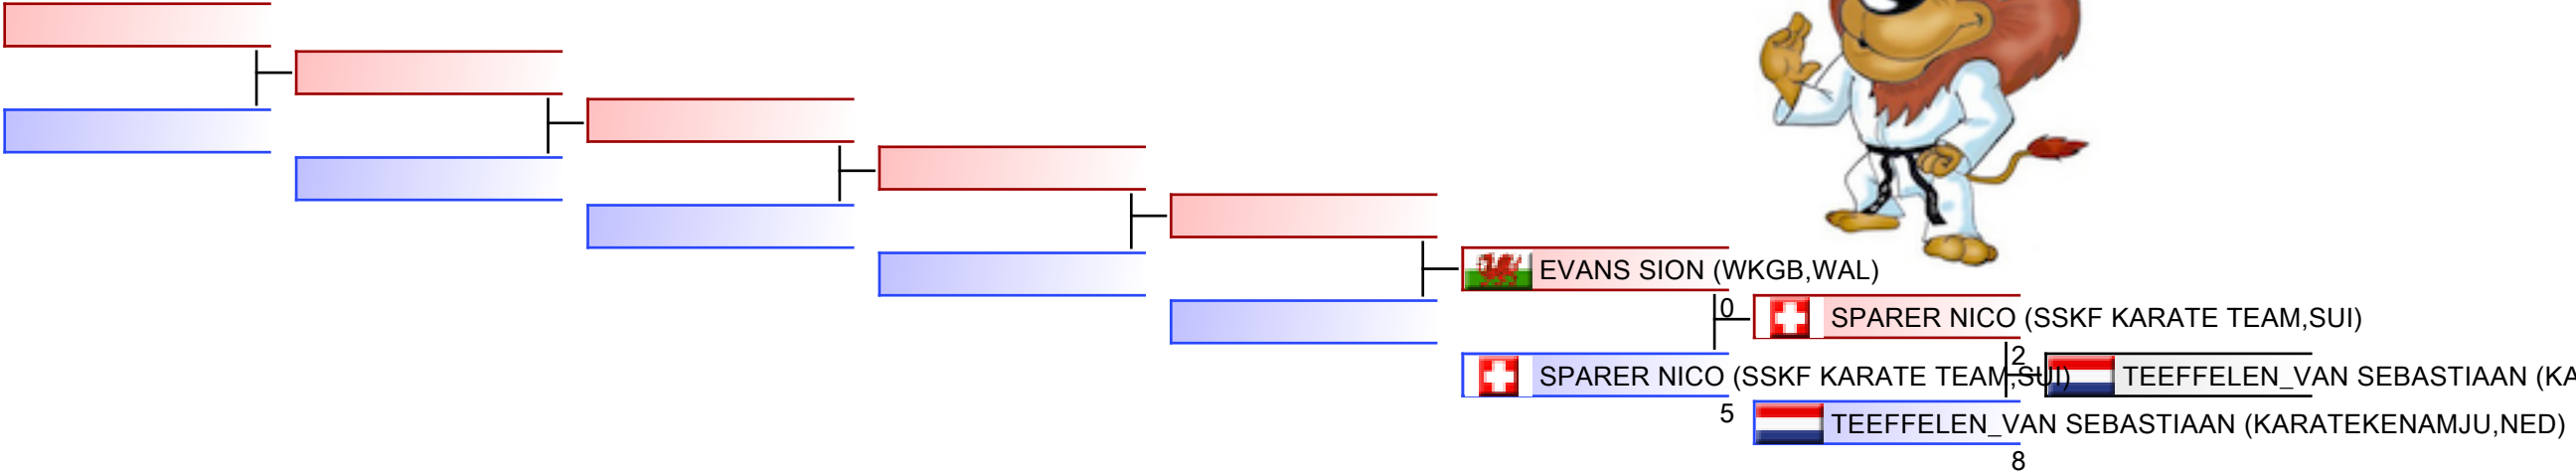 EVANS SION (WKGB,WAL)
0
SPARER NICO (SSKF KARATE TEAM,SUI)
2
SPARER NICO (SSKF KARATE TEAM,SUI)
TEEFFELEN_VAN SEBASTIAAN (KA
5
TEEFFELEN_VAN SEBASTIAAN (KARATEKENAMJU,NED)
8